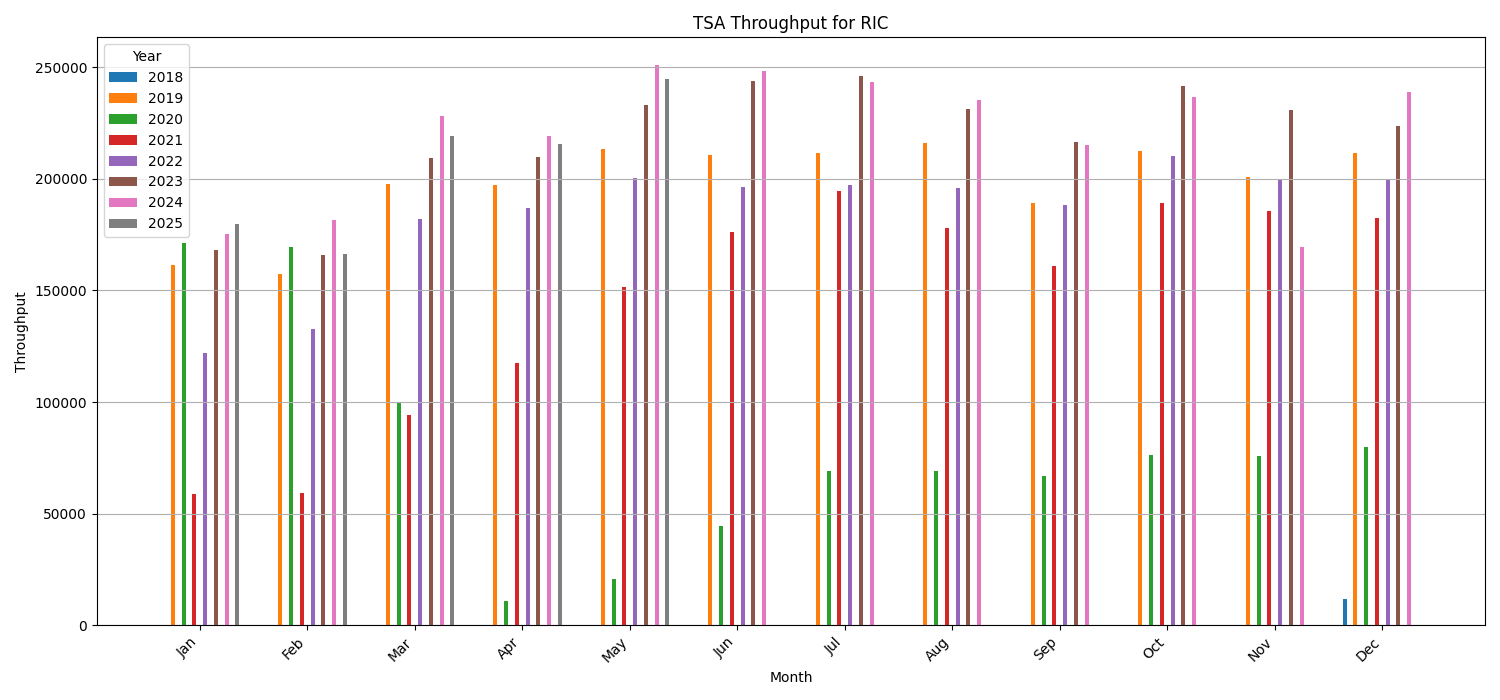 TSA Throughput for RIC
Year
2018
2019
2020
2021
2022
2023
2024
2025
Throughput
250000
200000
150000
100000
50000
0
Jan
Feb
Mar
Apr
May
Jun
Jul
Aug
Sep
Oct
Nov
Dec
Month